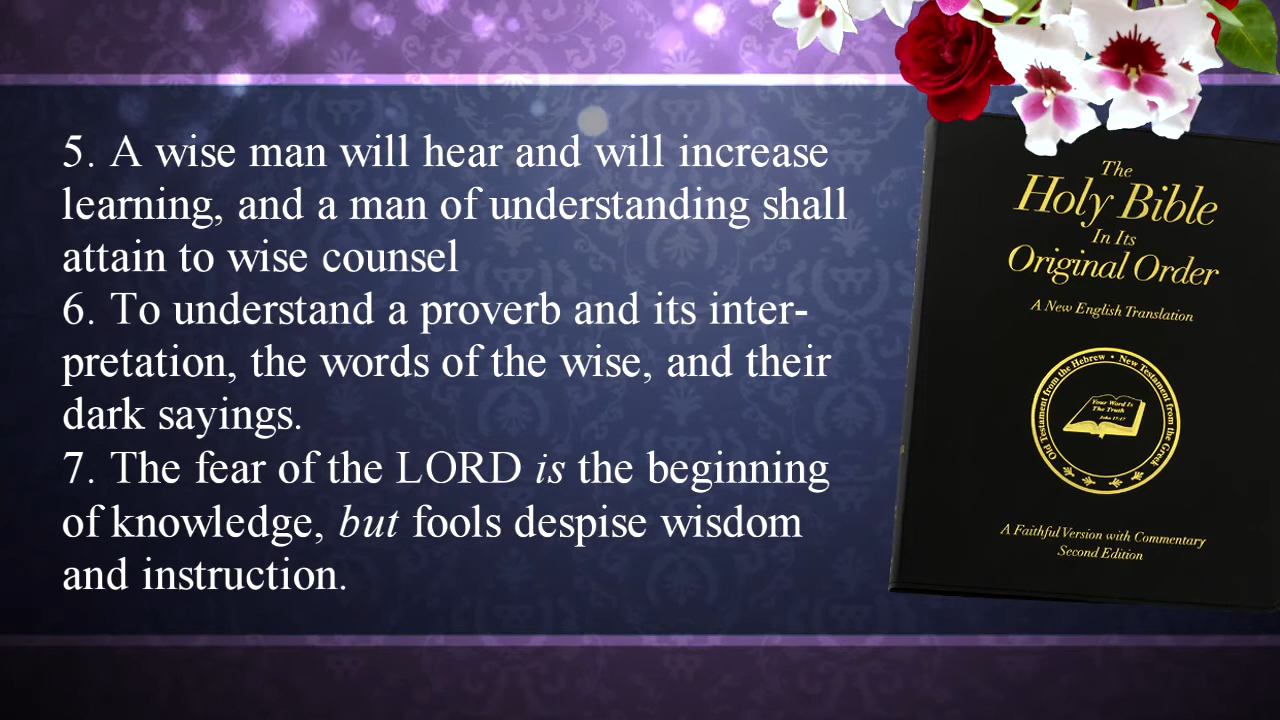 5. A wise man will hear and will increase
learning, and a man of understanding shall
attain to wise counsel
6. To understand a proverb and its inter-
pretation, the words of the wise, and their
dark sayings.
7. The fear of the LORD is the beginning
of knowledge, but fools despise wisdom
and instruction.
The
Holy Bible
In Its
Original Order
A New English Translation
Old Testament from the Hebrew • New Testament from the Greek
Your Word Is
The Truth
John 17:17
A Faithful Version with Commentary
Second Edition